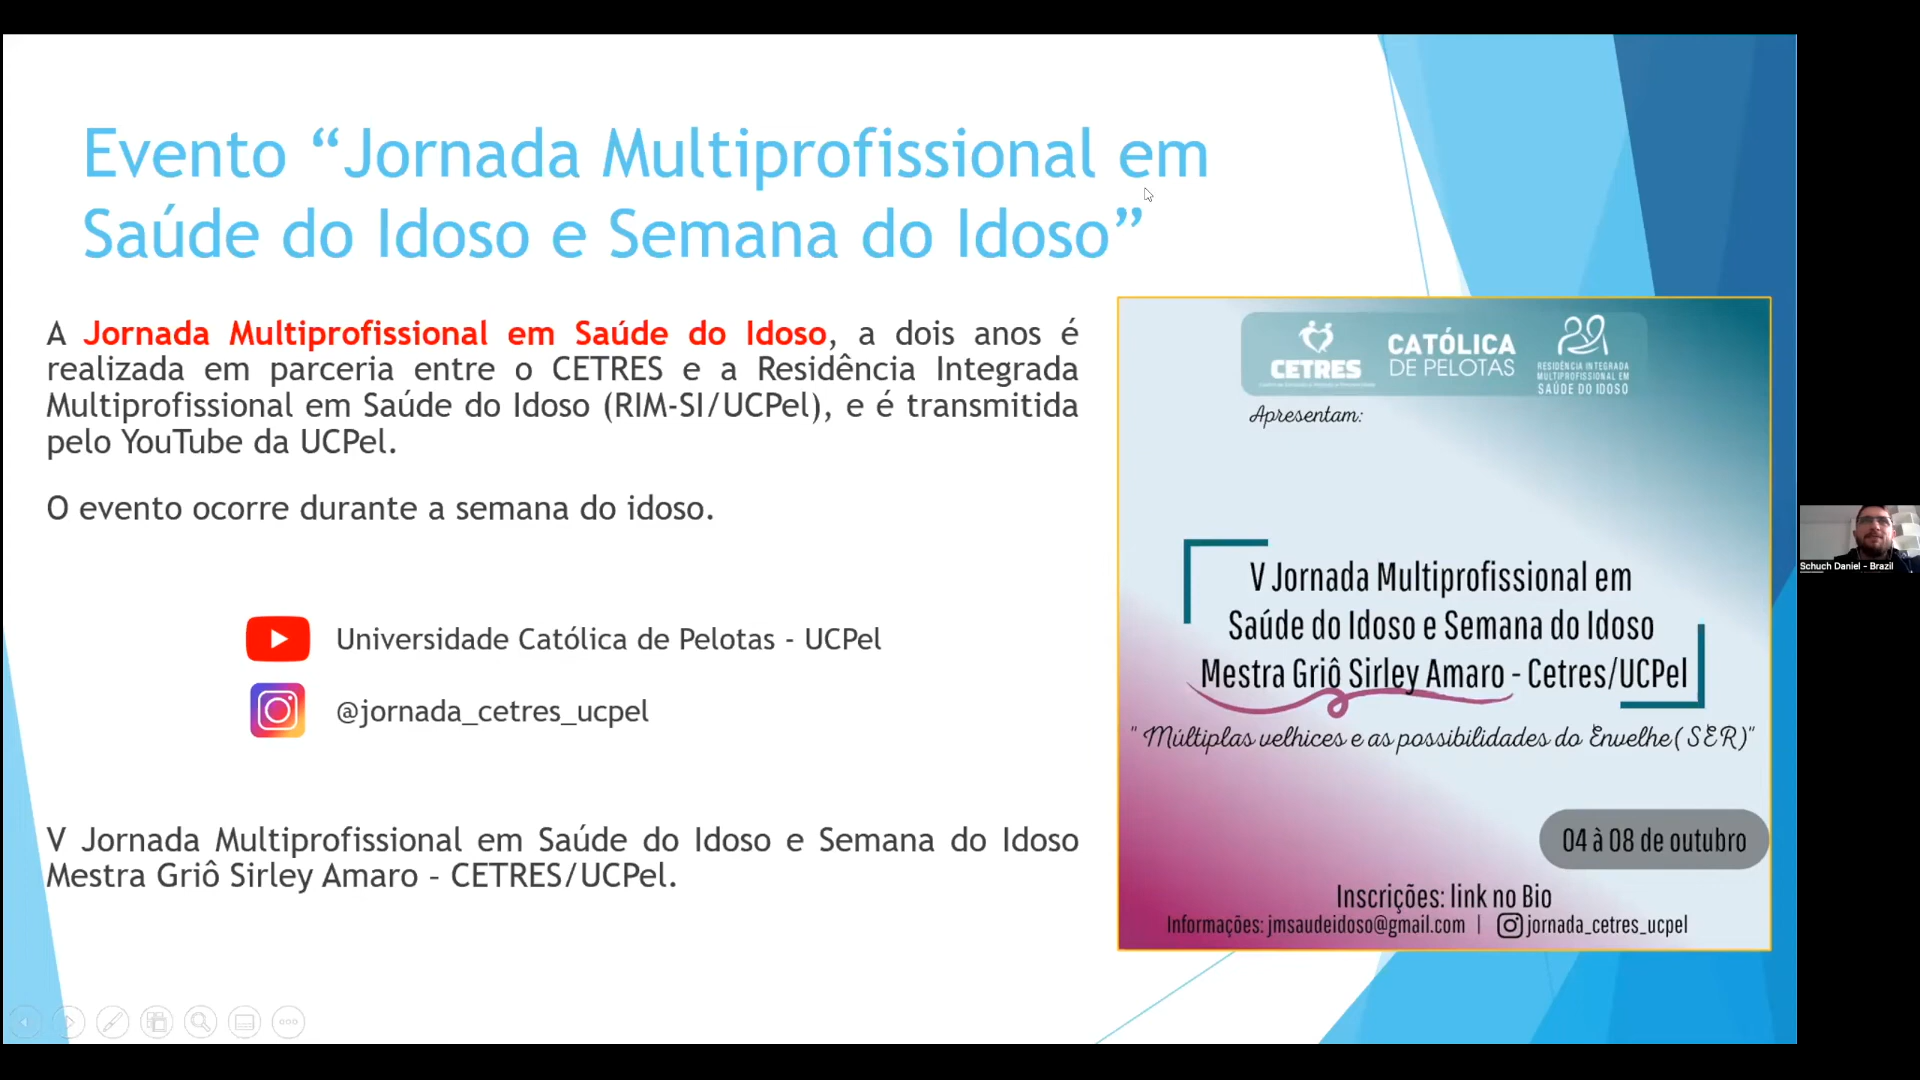 Evento “Jornada Multiprofissional em
Saúde do Idoso e Semana do Idoso”
A Jornada Multiprofissional em Saúde do Idoso, a dois anos é
realizada em parceria entre o CETRES e a Residência Integrada
Multiprofissional em Saúde do Idoso (RIM-SI/UCPel), e é transmitida
pelo YouTube da UCPel.
O evento ocorre durante a semana do idoso.
Universidade Católica de Pelotas - UCPel
@jornada_cetres_ucpel
V Jornada Multiprofissional em Saúde do Idoso e Semana do Idoso
Mestra Griô Sirley Amaro – CETRES/UCPel.
CETRES
CATÓLICA
DE PELOTAS
RESIDÊNCIA INTEGRADA
MULTIPROFISSIONAL EM
SAÚDE DO IDOSO
Apresentam:
V Jornada Multiprofissional em
Saúde do Idoso e Semana do Idoso
Mestra Griô Sirley Amaro - Cetres/UCPel
" Múltiplas velhices e as possibilidades do Envelhe(SER)"
04 à 08 de outubro
Inscrições: link no Bio
Informações: jmsaudeidoso@gmail.com | jornada_cetres_ucpel
Schuch Daniel - Brazil